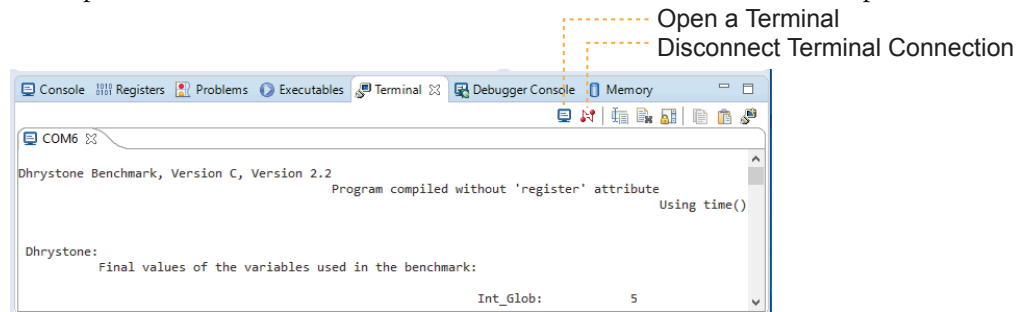 Open a Terminal
Disconnect Terminal Connection
Console Registers Problems Executables Terminal Debugger Console Memory
COM6
Dhrystone Benchmark, Version C, Version 2.2
Program compiled without 'register' attribute
Using time()
Dhrystone:
Final values of the variables used in the benchmark:
Int_Glob: 5